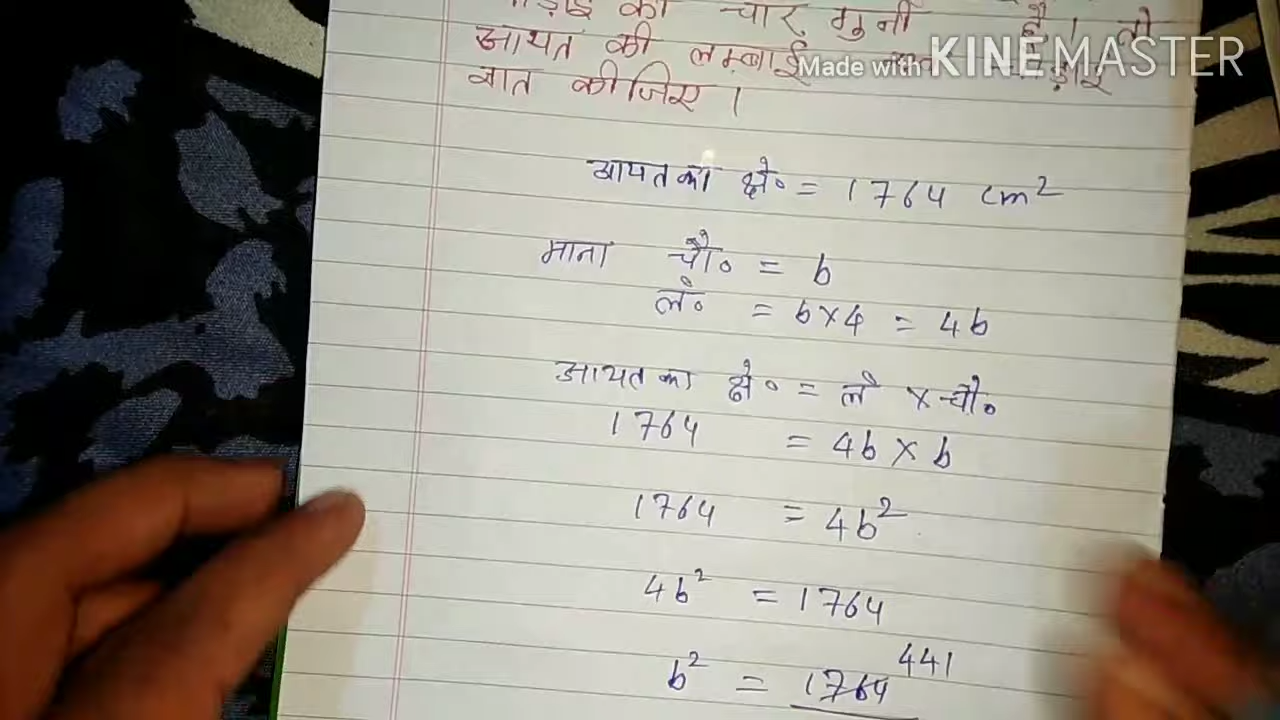 की चार गुनी है। तो
आयत की लम्बाई
Made with KINEMASTER
ज्ञात कीजिए।
आयत का क्षे० = 1764 cm²
माना चौ० = b
लं० = b×4 = 4b
आयत का क्षे० = लं × चौ०
1764 = 4b × b
1764 = 4b²
4b² = 1764
441
b² = 1764